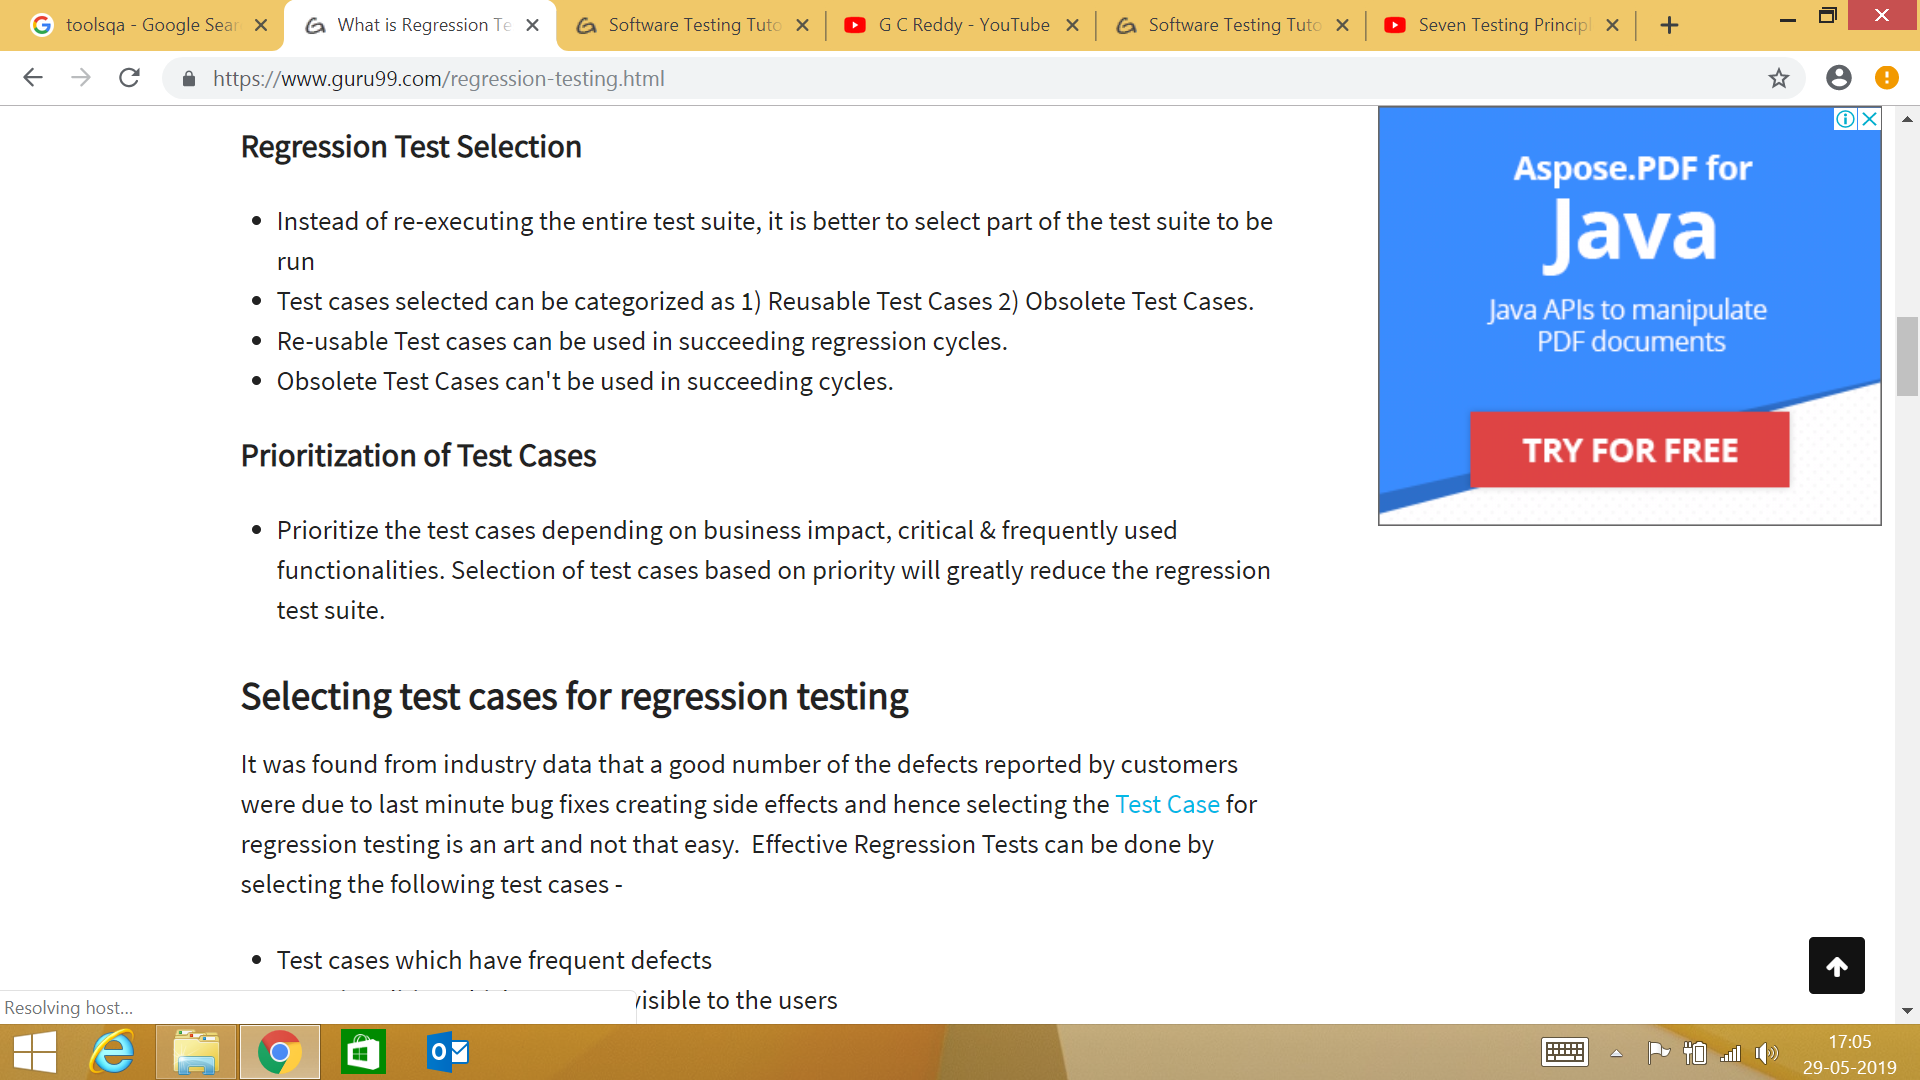 toolsqa - Google Sear
What is Regression Te
Software Testing Tuto
G C Reddy - YouTube
Software Testing Tuto
Seven Testing Princip
https://www.guru99.com/regression-testing.html
Regression Test Selection
Instead of re-executing the entire test suite, it is better to select part of the test suite to be
run
Test cases selected can be categorized as 1) Reusable Test Cases 2) Obsolete Test Cases.
Re-usable Test cases can be used in succeeding regression cycles.
Obsolete Test Cases can't be used in succeeding cycles.
Prioritization of Test Cases
Prioritize the test cases depending on business impact, critical & frequently used
functionalities. Selection of test cases based on priority will greatly reduce the regression
test suite.
Selecting test cases for regression testing
It was found from industry data that a good number of the defects reported by customers
were due to last minute bug fixes creating side effects and hence selecting the Test Case for
regression testing is an art and not that easy.  Effective Regression Tests can be done by
selecting the following test cases -
Test cases which have frequent defects
visible to the users
Aspose.PDF for
Java
Java APIs to manipulate
PDF documents
TRY FOR FREE
Resolving host...
17:05
29-05-2019